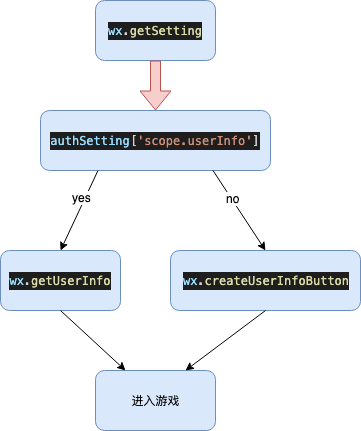 wx.getSetting
authSetting['scope.userInfo']
yes
no
wx.getUserInfo
wx.createUserInfoButton
进入游戏